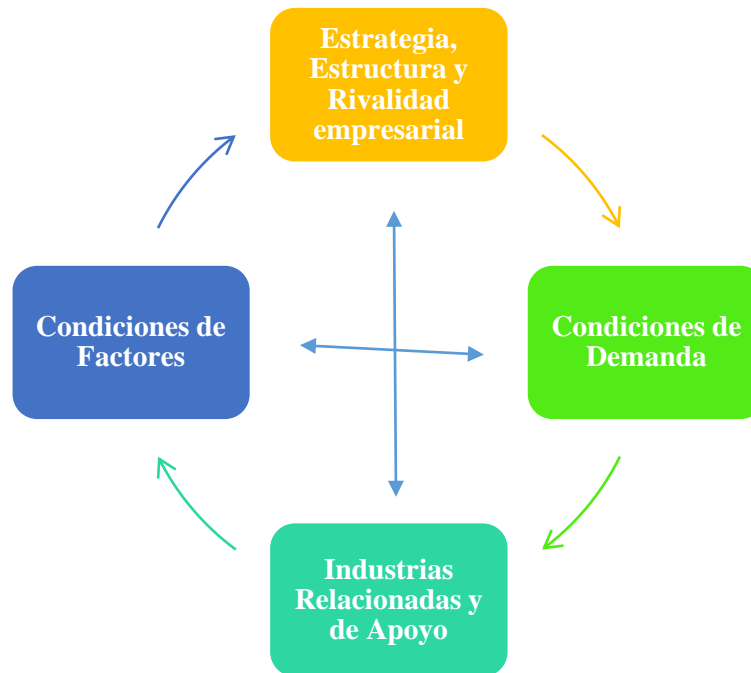 Estrategia,
Estructura y
Rivalidad
empresarial
Condiciones de
Factores
Condiciones de
Demanda
Industrias
Relacionadas y
de Apoyo